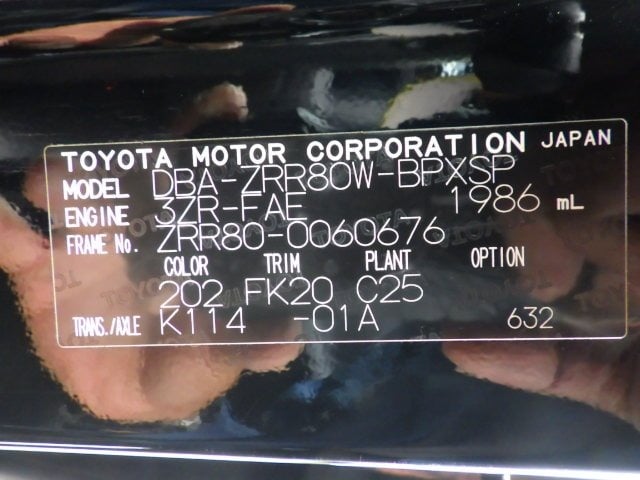 TOYOTA MOTOR CORPORATION JAPAN
MODEL DBA-ZRR80W-BPXSP
ENGINE 3ZR-FAE 1986 mL
FRAME No. ZRR80-0060676
COLOR TRIM PLANT OPTION
202 FK20 C25
TRANS./AXLE K114 -01A 632